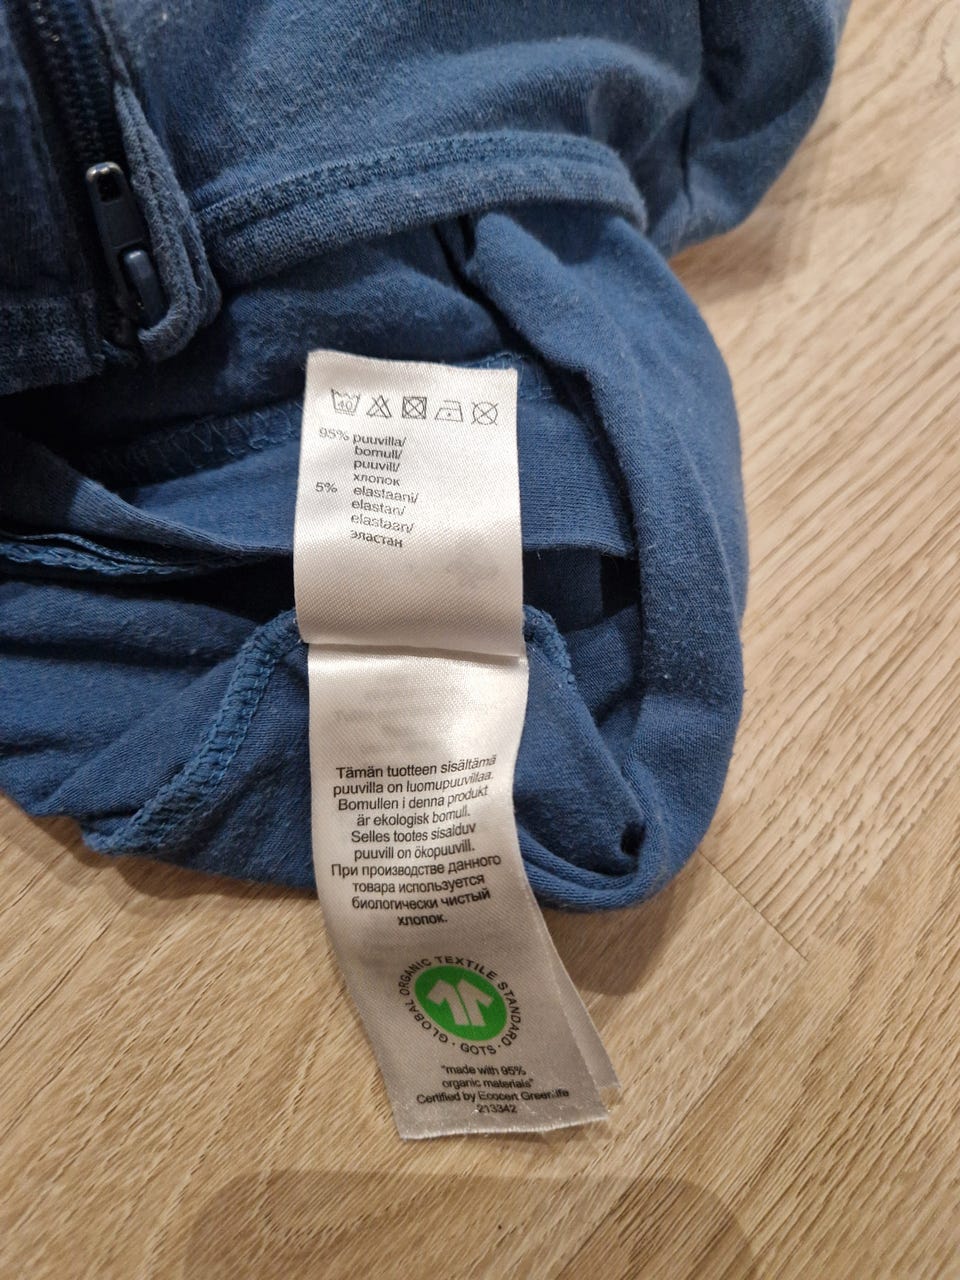 40
95% puuvilla/
bomull/
puuvill/
хлопок
5% elastaani/
elastan/
elastaan/
эластан
Tämän tuotteen sisältämä
puuvilla on luomupuuvillaa.
Bomullen i denna produkt
är ekologisk bomull.
Selles tootes sisalduv
puuvill on ökopuuvill.
При производстве данного
товара используется
биологически чистый
хлопок.
GLOBAL ORGANIC TEXTILE STANDARD
· GOTS ·
"made with 95%
organic materials"
Certified by Ecocert Greenlife
213342